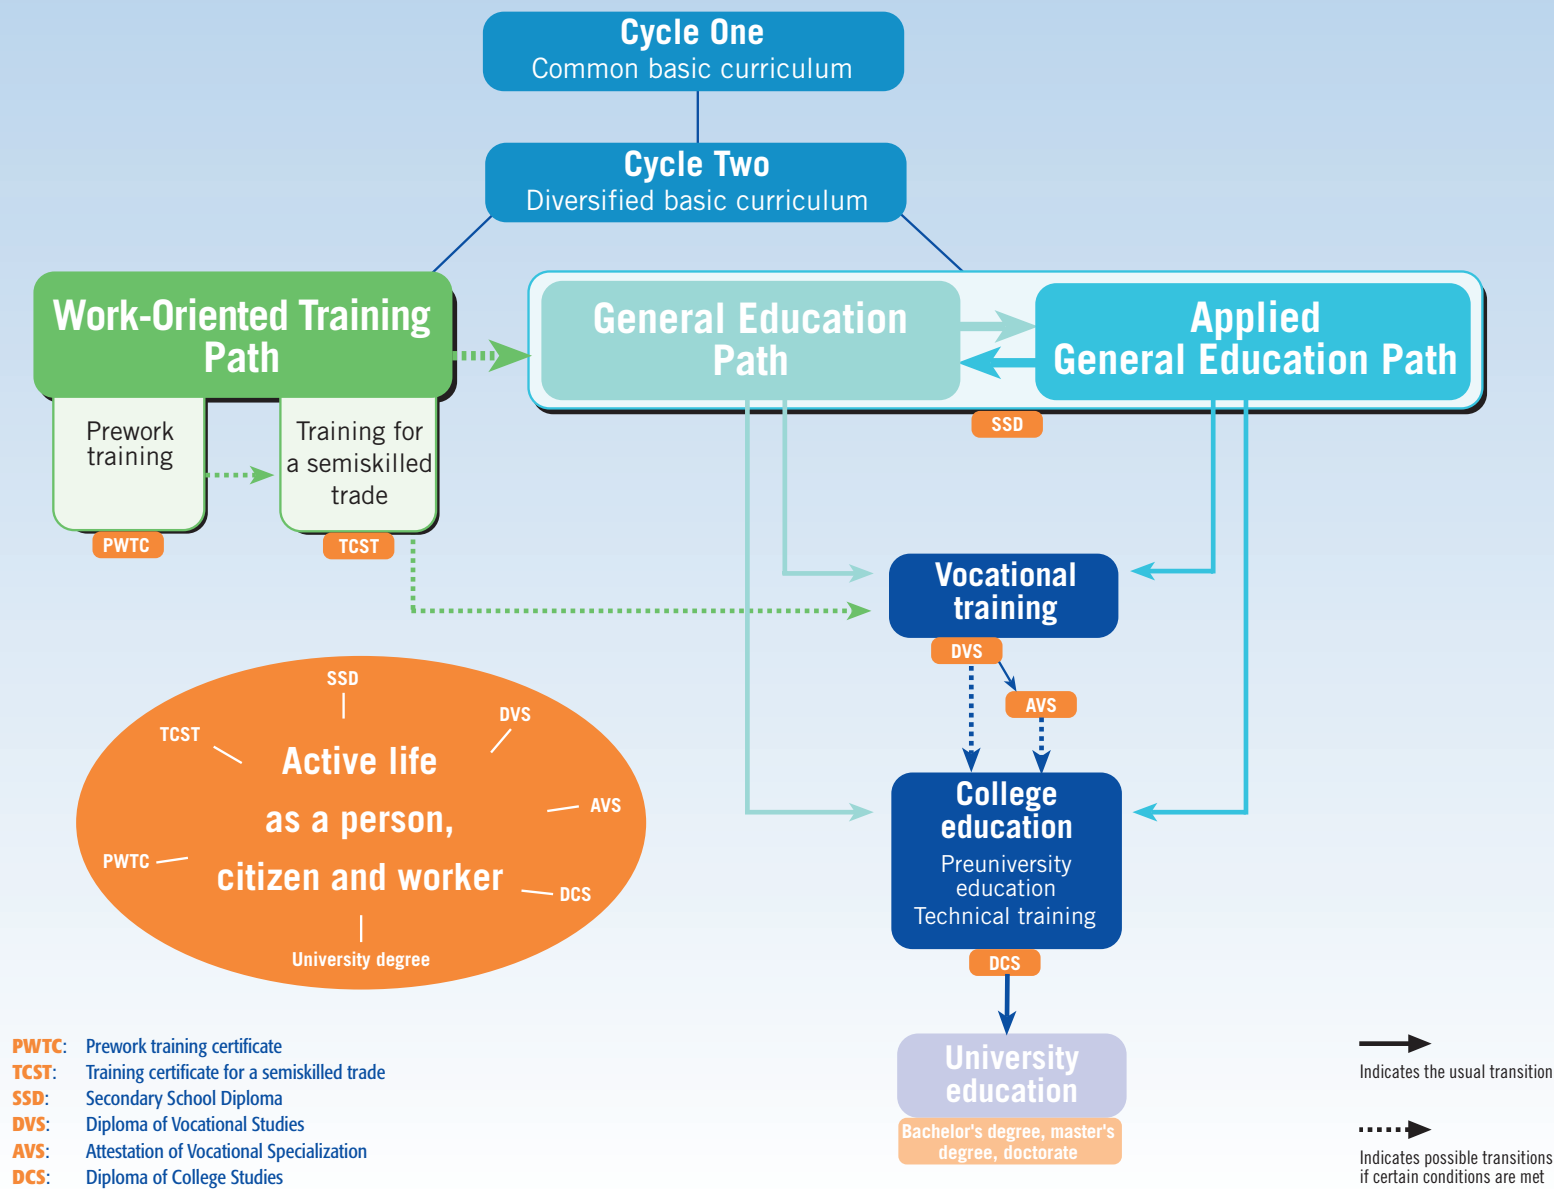 Cycle One
Common basic curriculum
Cycle Two
Diversified basic curriculum
Work-Oriented Training
Path
General Education
Path
Applied
General Education Path
SSD
Prework
training
Training for
a semiskilled
trade
PWTC
TCST
Vocational
training
DVS
AVS
College
education
Preuniversity
education
Technical training
DCS
University
education
Bachelor's degree, master's
degree, doctorate
SSD
DVS
TCST
Active life
as a person,
citizen and worker
AVS
PWTC
DCS
University degree
PWTC: Prework training certificate
TCST: Training certificate for a semiskilled trade
SSD: Secondary School Diploma
DVS: Diploma of Vocational Studies
AVS: Attestation of Vocational Specialization
DCS: Diploma of College Studies
Indicates the usual transition
Indicates possible transitions
if certain conditions are met